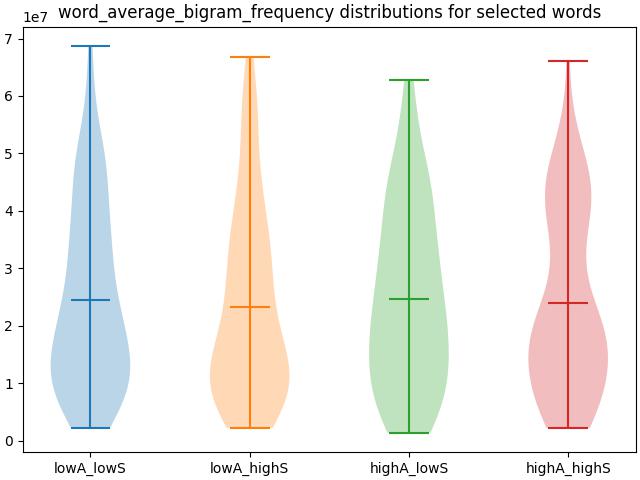 word_average_bigram_frequency distributions for selected words
1e7
7
6
5
4
3
2
1
0
lowA_lowS lowA_highS highA_lowS highA_highS